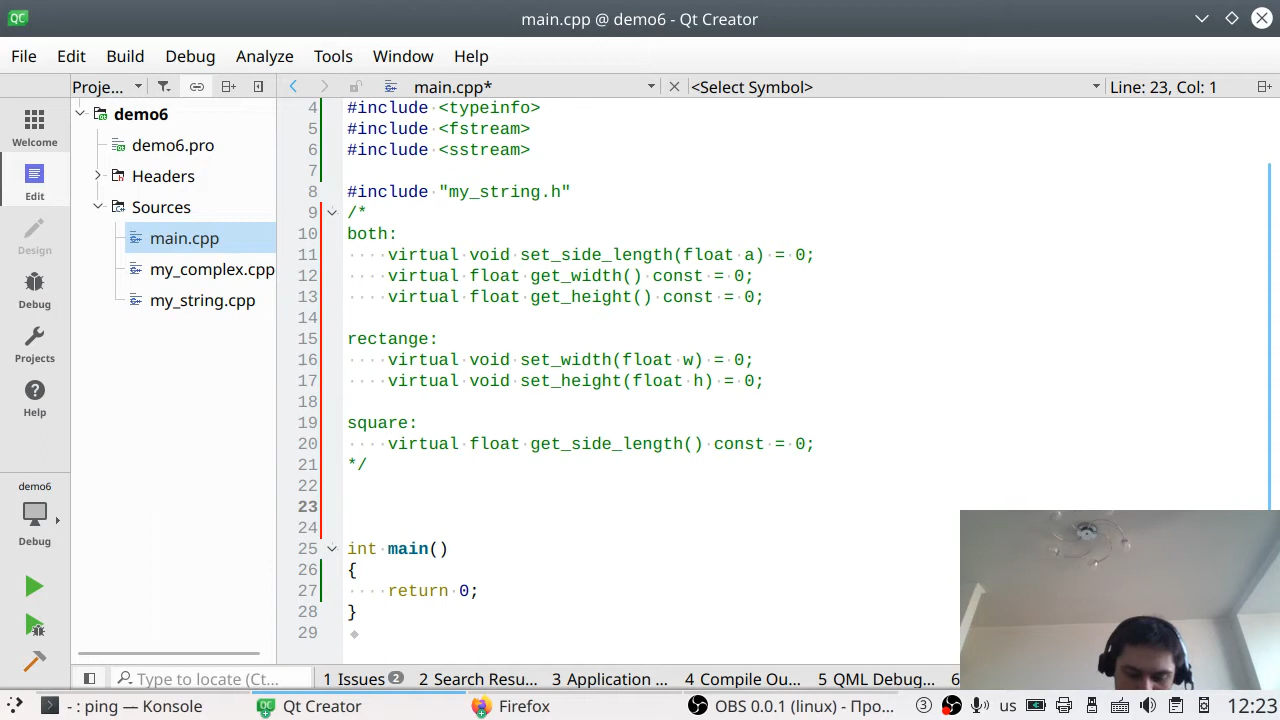 main.cpp @ demo6 - Qt Creator
File Edit Build Debug Analyze Tools Window Help
Proje... main.cpp* <Select Symbol> Line: 23, Col: 1
Welcome
Edit
Design
Debug
Projects
Help
demo6
Debug
demo6
demo6.pro
Headers
Sources
main.cpp
my_complex.cpp
my_string.cpp
4 #include <typeinfo>
5 #include <fstream>
6 #include <sstream>
7
8 #include "my_string.h"
9 /*
10 both:
11 virtual void set_side_length(float a) = 0;
12 virtual float get_width() const = 0;
13 virtual float get_height() const = 0;
14
15 rectange:
16 virtual void set_width(float w) = 0;
17 virtual void set_height(float h) = 0;
18
19 square:
20 virtual float get_side_length() const = 0;
21 */
22
23
24
25 int main()
26 {
27 return 0;
28 }
29
Type to locate (Ct... 1 Issues 2 2 Search Resu... 3 Application ... 4 Compile Ou... 5 QML Debug... 6
- : ping — Konsole Qt Creator Firefox OBS 0.0.1 (linux) - Про... 3 us 12:23